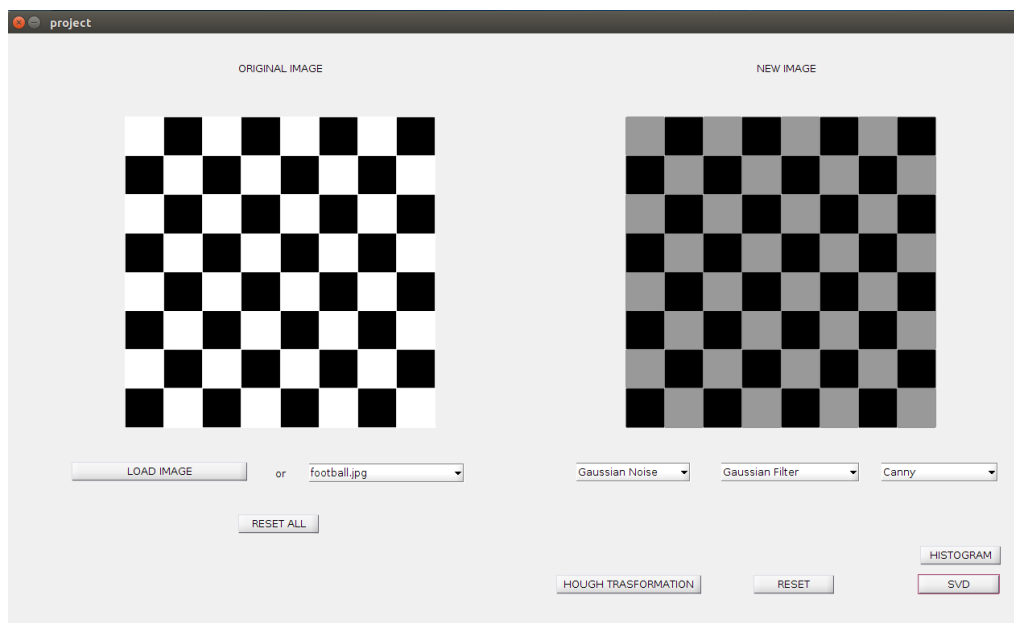 project
ORIGINAL IMAGE
NEW IMAGE
LOAD IMAGE
or
football.jpg
Gaussian Noise
Gaussian Filter
Canny
RESET ALL
HISTOGRAM
HOUGH TRASFORMATION
RESET
SVD